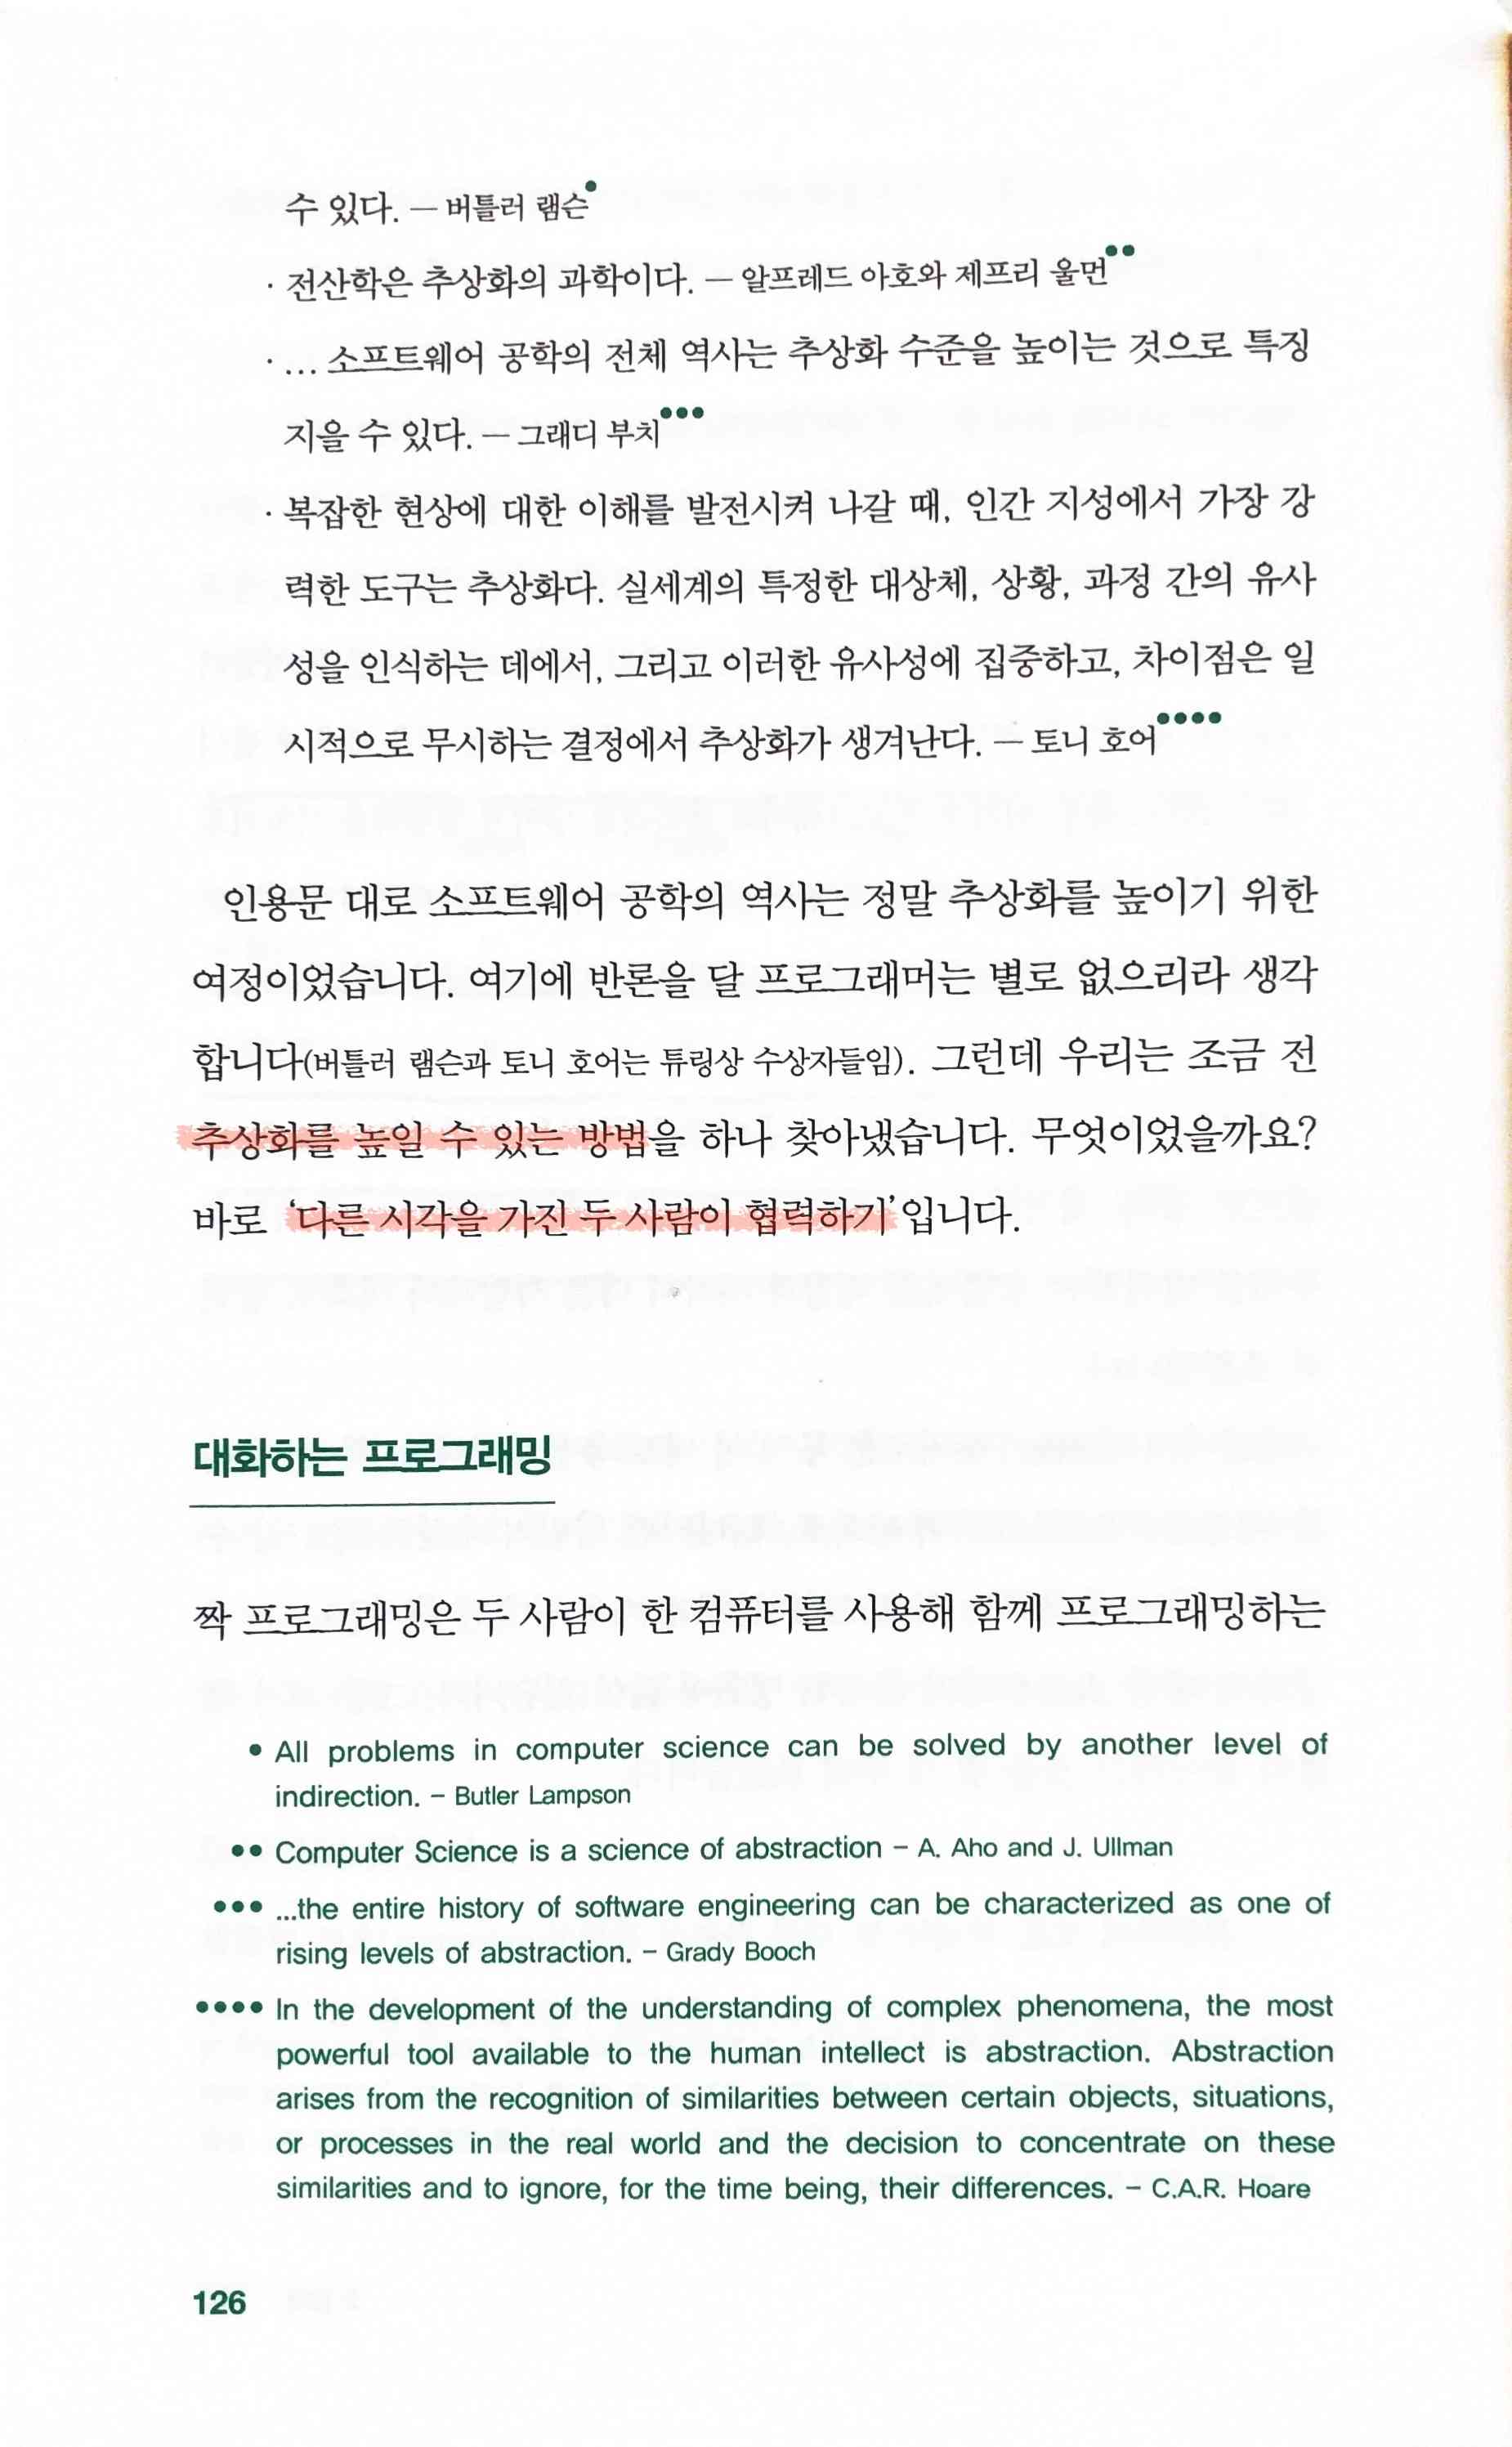 수 있다. — 버틀러 램슨•
· 전산학은 추상화의 과학이다. — 알프레드 아호와 제프리 울먼••
· … 소프트웨어 공학의 전체 역사는 추상화 수준을 높이는 것으로 특징
지을 수 있다. — 그래디 부치•••
· 복잡한 현상에 대한 이해를 발전시켜 나갈 때, 인간 지성에서 가장 강
력한 도구는 추상화다. 실세계의 특정한 대상체, 상황, 과정 간의 유사
성을 인식하는 데에서, 그리고 이러한 유사성에 집중하고, 차이점은 일
시적으로 무시하는 결정에서 추상화가 생겨난다. — 토니 호어••••
인용문 대로 소프트웨어 공학의 역사는 정말 추상화를 높이기 위한
여정이었습니다. 여기에 반론을 달 프로그래머는 별로 없으리라 생각
합니다(버틀러 램슨과 토니 호어는 튜링상 수상자들임). 그런데 우리는 조금 전
추상화를 높일 수 있는 방법을 하나 찾아냈습니다. 무엇이었을까요?
바로 ‘다른 시각을 가진 두 사람이 협력하기’입니다.
대화하는 프로그래밍
짝 프로그래밍은 두 사람이 한 컴퓨터를 사용해 함께 프로그래밍하는
• All problems in computer science can be solved by another level of
indirection. – Butler Lampson
•• Computer Science is a science of abstraction – A. Aho and J. Ullman
••• ...the entire history of software engineering can be characterized as one of
rising levels of abstraction. – Grady Booch
•••• In the development of the understanding of complex phenomena, the most
powerful tool available to the human intellect is abstraction. Abstraction
arises from the recognition of similarities between certain objects, situations,
or processes in the real world and the decision to concentrate on these
similarities and to ignore, for the time being, their differences. – C.A.R. Hoare
126